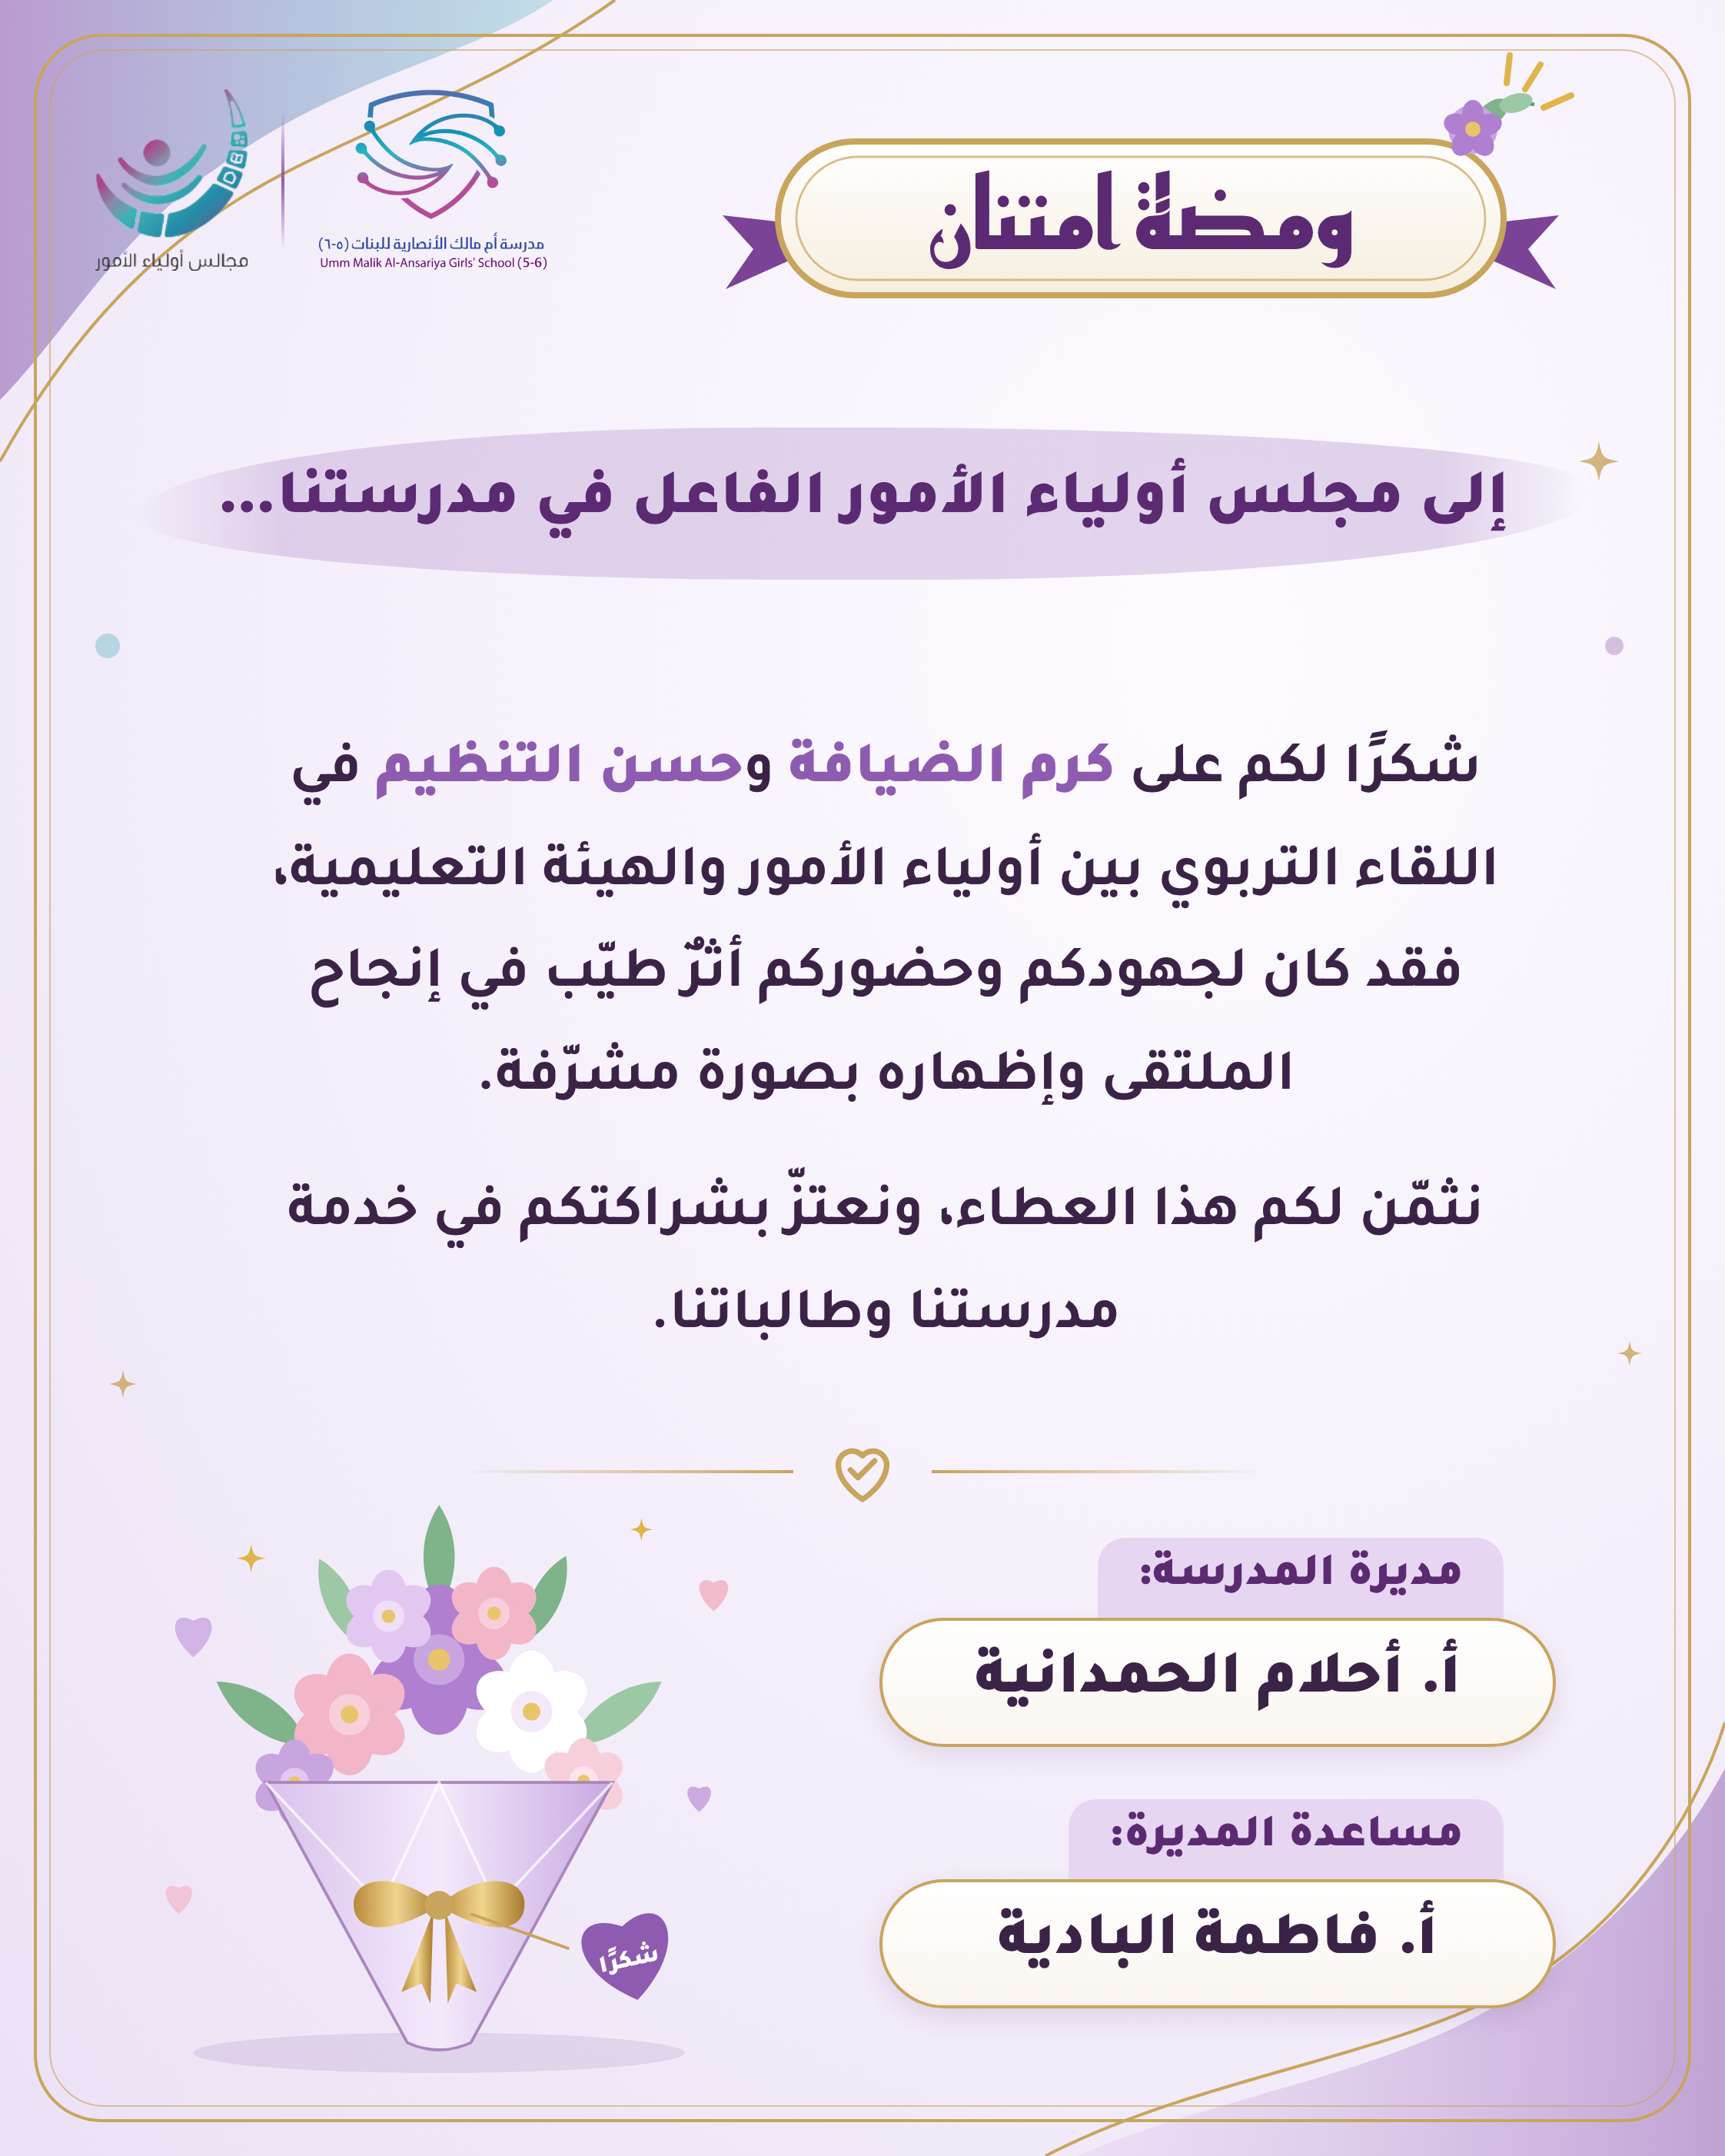 ومضة امتنان
مدرسة أم مالك الأنصارية للبنات (٥-٦)
Umm Malik Al-Ansariya Girls' School (5-6)
مجالس أولياء الأمور
إلى مجلس أولياء الأمور الفاعل في مدرستنا...
شكرًا لكم على كرم الضيافة وحسن التنظيم في
اللقاء التربوي بين أولياء الأمور والهيئة التعليمية،
فقد كان لجهودكم وحضوركم أثرٌ طيّب في إنجاح
الملتقى وإظهاره بصورة مشرّفة.
نثمّن لكم هذا العطاء، ونعتزّ بشراكتكم في خدمة
مدرستنا وطالباتنا.
مديرة المدرسة:
أ. أحلام الحمدانية
مساعدة المديرة:
أ. فاطمة البادية
شكرًا